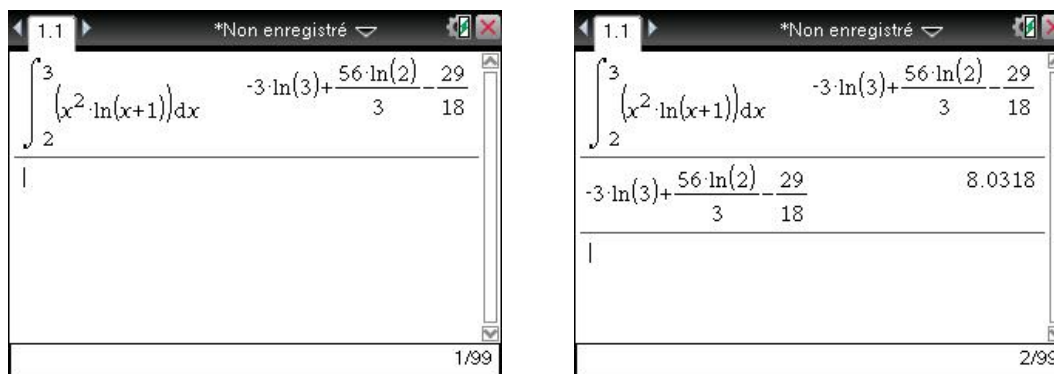 1.1 *Non enregistré
∫₂³ (x²·ln(x+1))dx -3·ln(3)+56·ln(2)/3-29/18
1/99
1.1 *Non enregistré
∫₂³ (x²·ln(x+1))dx -3·ln(3)+56·ln(2)/3-29/18
-3·ln(3)+56·ln(2)/3-29/18 8.0318
2/99